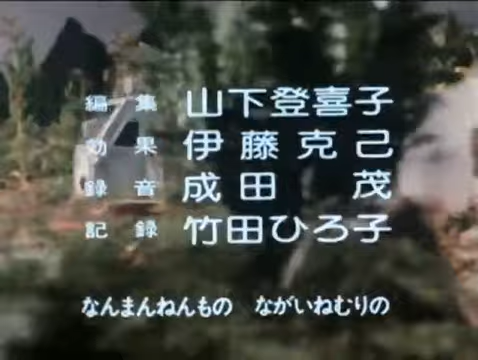 編集 山下登喜子
効果 伊藤克己
録音 成田 茂
記録 竹田ひろ子
なんまんねんもの ながいねむりの